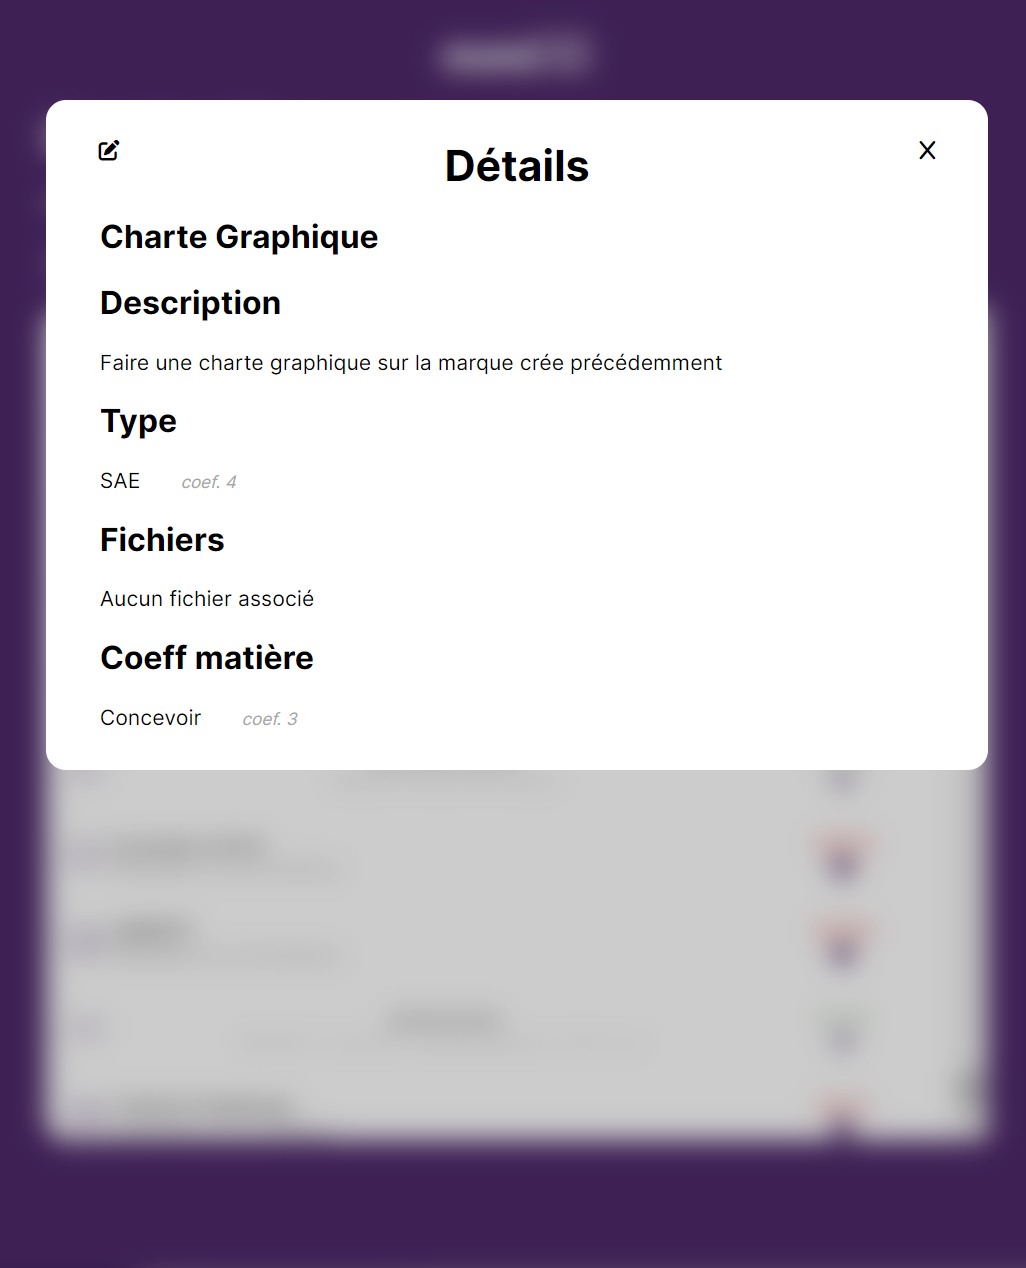 Détails
Charte Graphique
Description
Faire une charte graphique sur la marque crée précédemment
Type
SAE coef. 4
Fichiers
Aucun fichier associé
Coeff matière
Concevoir coef. 3